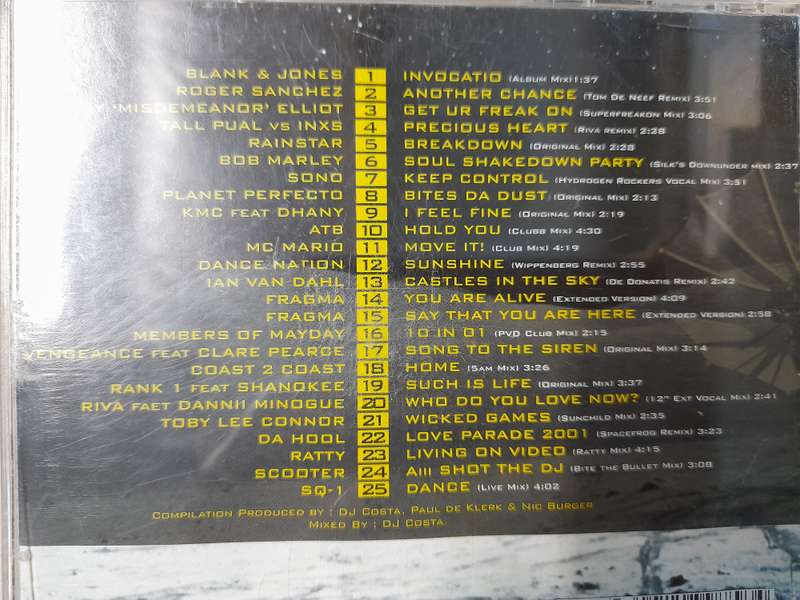 BLANK & JONES 1 INVOCATIO (ALBUM MIX) 1:37
ROGER SANCHEZ 2 ANOTHER CHANCE (TOM DE NEEF REMIX) 3:51
'MISDEMEANOR' ELLIOT 3 GET UR FREAK ON (SUPERFREAKON MIX) 3:06
TALL PUAL VS INXS 4 PRECIOUS HEART (RIVA REMIX) 2:28
RAINSTAR 5 BREAKDOWN (ORIGINAL MIX) 2:28
BOB MARLEY 6 SOUL SHAKEDOWN PARTY (SILK'S DOWNUNDER MIX) 2:37
SONO 7 KEEP CONTROL (HYDROGEN ROCKERS VOCAL MIX) 3:51
PLANET PERFECTO 8 BITES DA DUST (ORIGINAL MIX) 2:13
KMC FEAT DHANY 9 I FEEL FINE (ORIGINAL MIX) 2:19
ATB 10 HOLD YOU (CLUBB MIX) 4:30
MC MARIO 11 MOVE IT! (CLUB MIX) 4:19
DANCE NATION 12 SUNSHINE (WIPPENBERG REMIX) 2:55
IAN VAN DAHL 13 CASTLES IN THE SKY (DE DONATIS REMIX) 2:42
FRAGMA 14 YOU ARE ALIVE (EXTENDED VERSION) 4:09
FRAGMA 15 SAY THAT YOU ARE HERE (EXTENDED VERSION) 2:58
MEMBERS OF MAYDAY 16 10 IN 01 (PVD CLUB MIX) 2:15
VENGEANCE FEAT CLARE PEARCE 17 SONG TO THE SIREN (ORIGINAL MIX) 3:14
COAST 2 COAST 18 HOME (SAM MIX) 3:26
RANK 1 FEAT SHANOKEE 19 SUCH IS LIFE (ORIGINAL MIX) 3:37
RIVA FAET DANNII MINOGUE 20 WHO DO YOU LOVE NOW? (12" EXT VOCAL MIX) 2:41
TOBY LEE CONNOR 21 WICKED GAMES (SUNCHILD MIX) 2:35
DA HOOL 22 LOVE PARADE 2001 (SPACEFROG REMIX) 3:23
RATTY 23 LIVING ON VIDEO (RATTY MIX) 4:15
SCOOTER 24 AIII SHOT THE DJ (BITE THE BULLET MIX) 3:08
SQ-1 25 DANCE (LIVE MIX) 4:02
COMPILATION PRODUCED BY : DJ COSTA, PAUL DE KLERK & NIC BURGER
MIXED BY : DJ COSTA